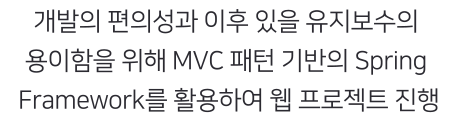 개발의 편의성과 이후 있을 유지보수의
용이함을 위해 MVC 패턴 기반의 Spring
Framework를 활용하여 웹 프로젝트 진행